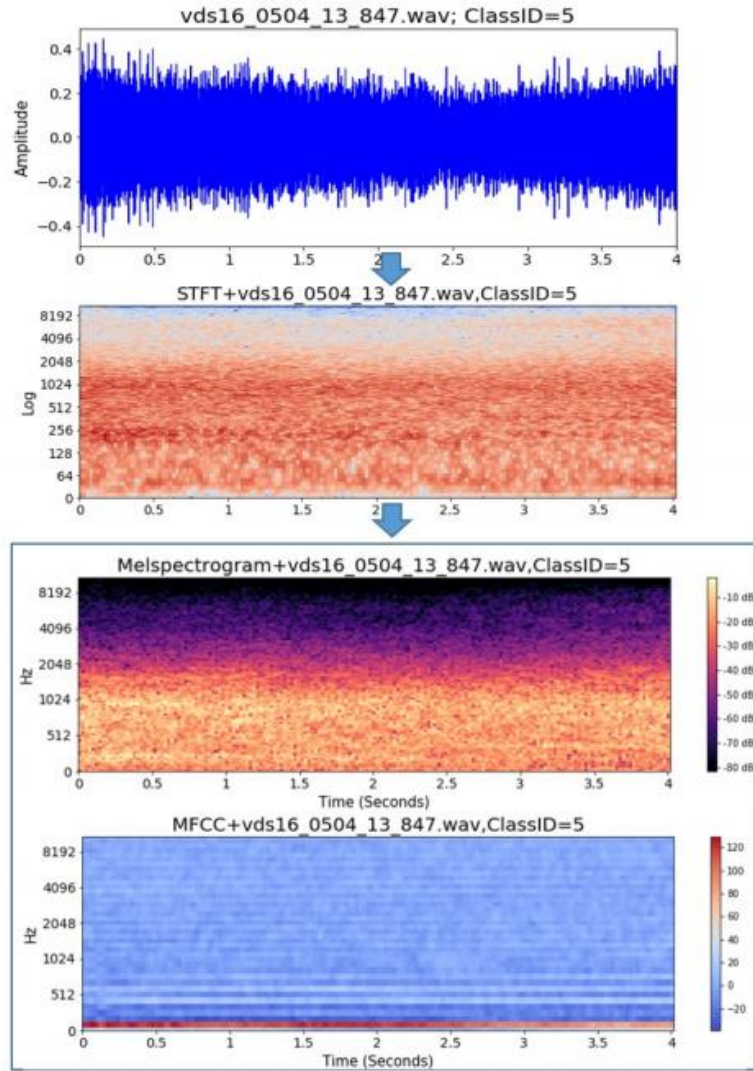 vds16_0504_13_847.wav; ClassID=5
Amplitude
0.4
0.2
0.0
−0.2
−0.4
0 0.5 1 1.5 2 2.5 3 3.5 4
STFT+vds16_0504_13_847.wav,ClassID=5
Log
8192
4096
2048
1024
512
256
128
64
0
0 0.5 1 1.5 2 2.5 3 3.5 4
Melspectrogram+vds16_0504_13_847.wav,ClassID=5
Hz
8192
4096
2048
1024
512
0
0 0.5 1 1.5 2 2.5 3 3.5 4
Time (Seconds)
-10 dB
-20 dB
-30 dB
-40 dB
-50 dB
-60 dB
-70 dB
-80 dB
MFCC+vds16_0504_13_847.wav,ClassID=5
Hz
8192
4096
2048
1024
512
0
0 0.5 1 1.5 2 2.5 3 3.5 4
Time (Seconds)
120
100
80
60
40
20
0
−20